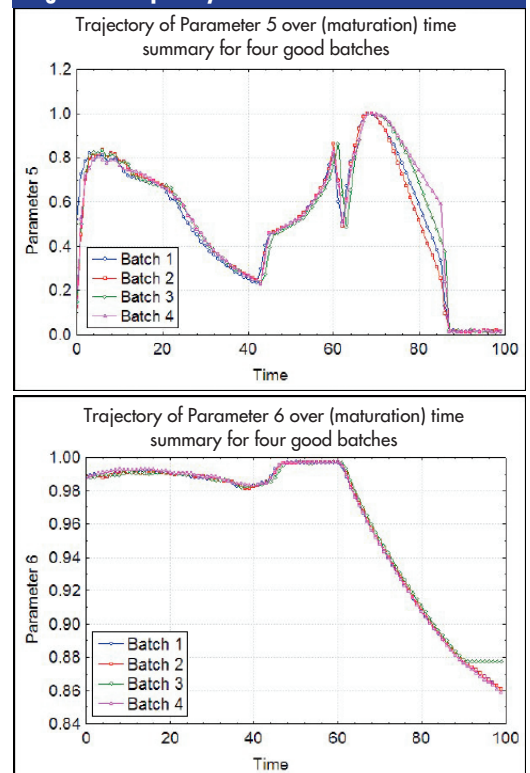 Trajectory of Parameter 5 over (maturation) time
summary for four good batches
1.2
1.0
0.8
0.6
0.4
0.2
0.0
Parameter 5
Batch 1
Batch 2
Batch 3
Batch 4
0 20 40 60 80 100
Time
Trajectory of Parameter 6 over (maturation) time
summary for four good batches
1.00
0.98
0.96
0.94
0.92
0.90
0.88
0.86
0.84
Parameter 6
Batch 1
Batch 2
Batch 3
Batch 4
0 20 40 60 80 100
Time